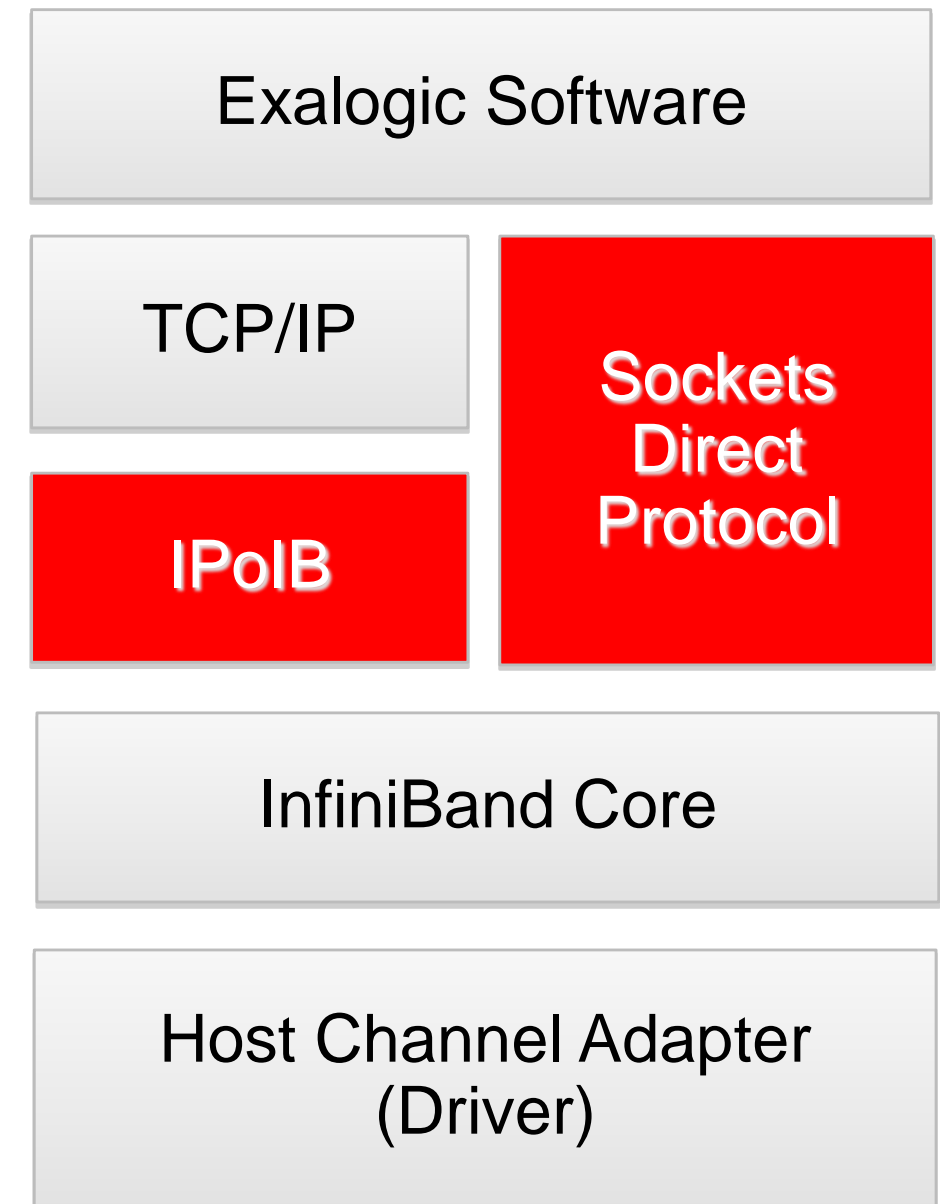 Exalogic Software
TCP/IP
Sockets
Direct
Protocol
IPoIB
InfiniBand Core
Host Channel Adapter
(Driver)